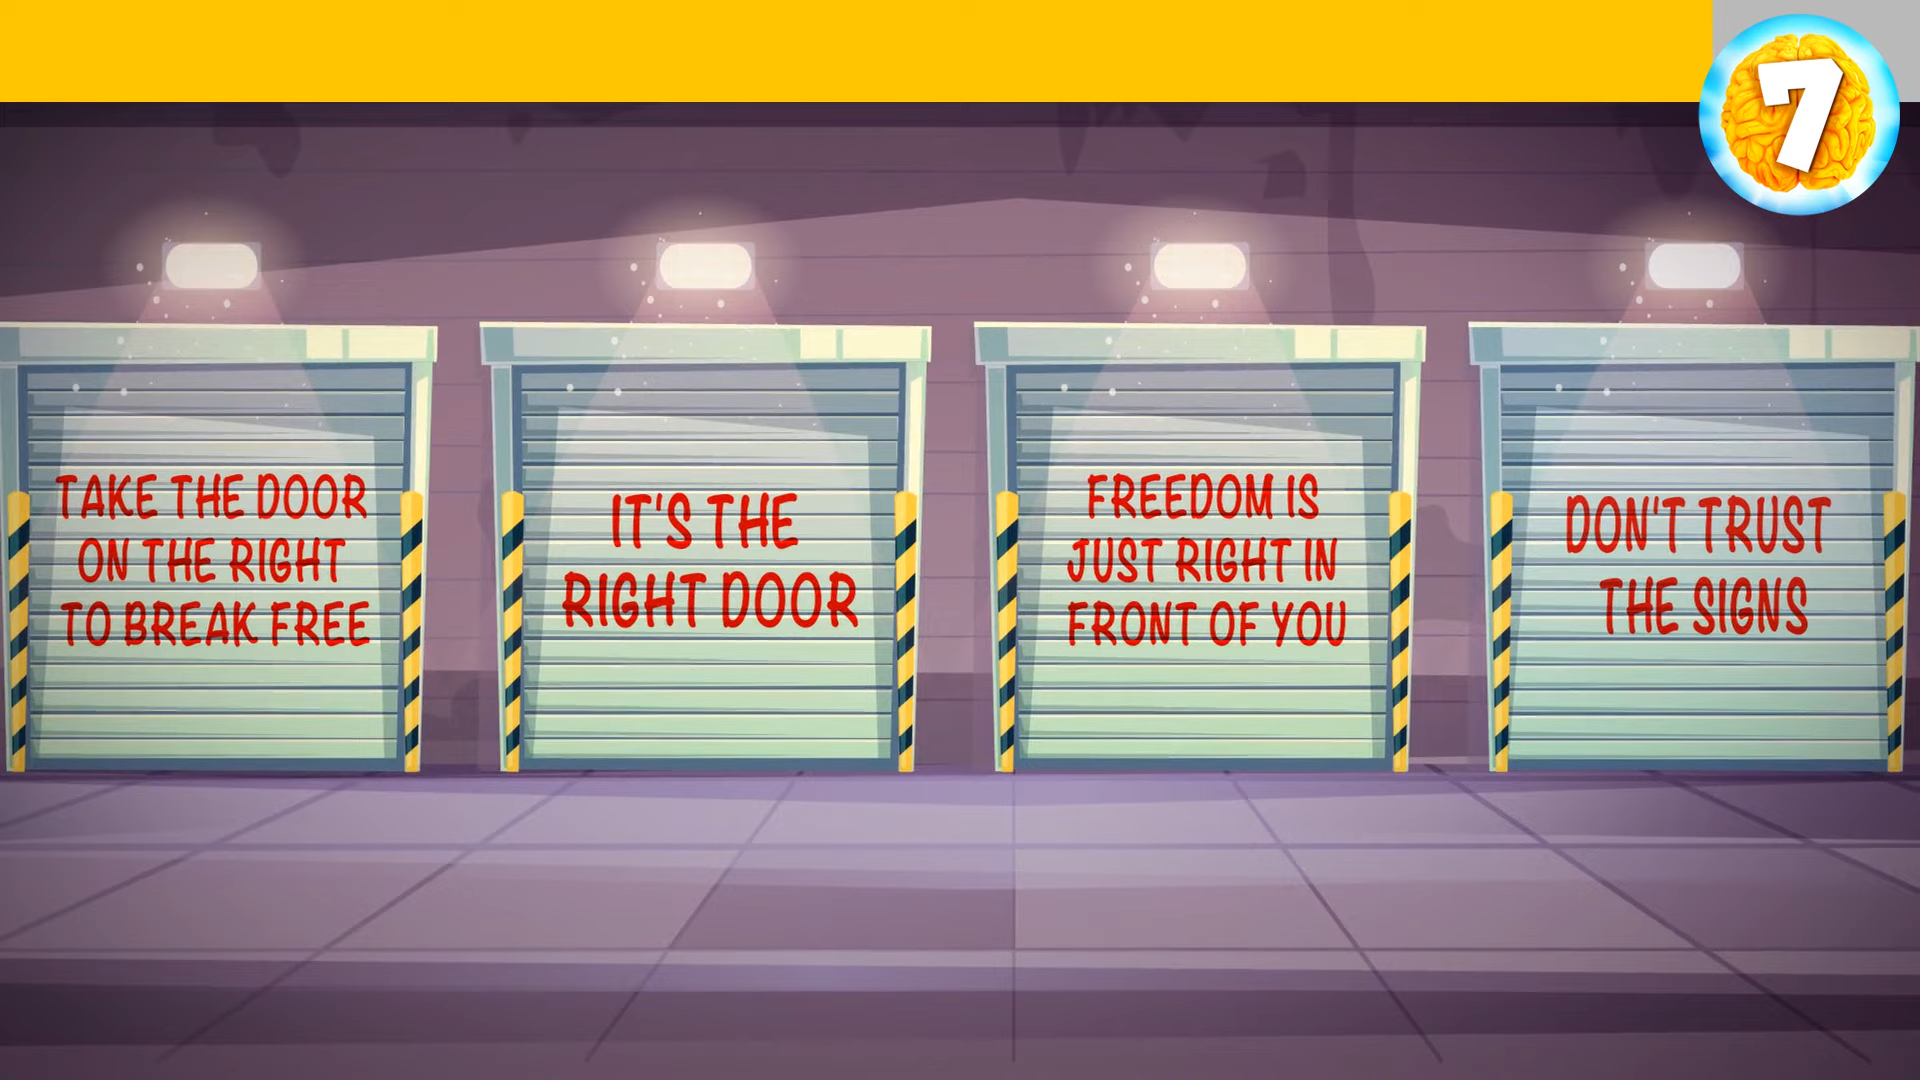 7
TAKE THE DOOR
ON THE RIGHT
TO BREAK FREE
IT'S THE
RIGHT DOOR
FREEDOM IS
JUST RIGHT IN
FRONT OF YOU
DON'T TRUST
THE SIGNS